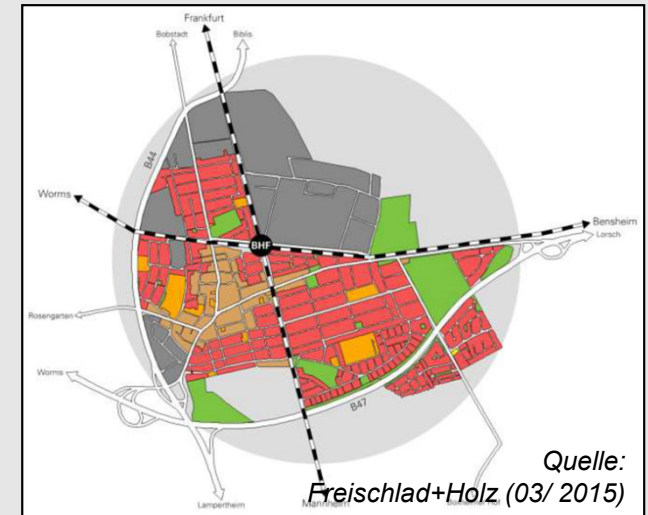 Frankfurt
Bobstadt
Biblis
B44
Worms
BHF
Bensheim
Lorsch
Rosengarten
Worms
B47
Quelle:
Freischlad+Holz (03/ 2015)
Lampertheim
Mannheim